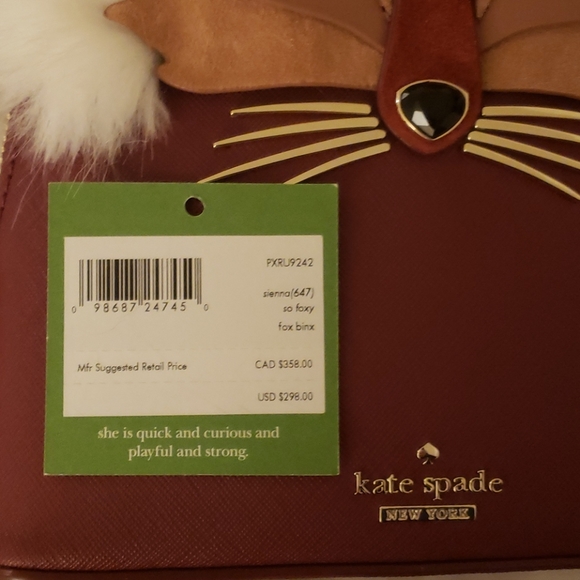 PXRU9242
0 98687 24745 0
sienna(647)
so foxy
fox binx
Mfr Suggested Retail Price
CAD $358.00
USD $298.00
she is quick and curious and
playful and strong.
kate spade
NEW YORK